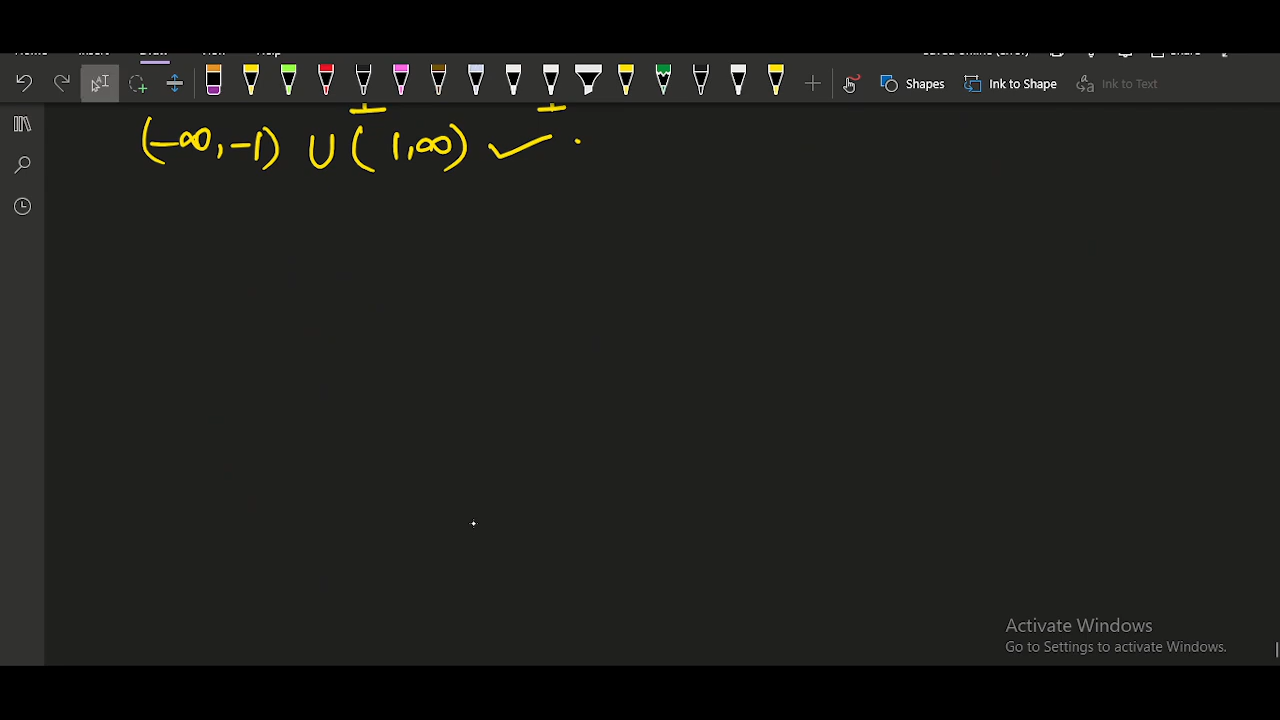 Shapes
Ink to Shape
Ink to Text
(-∞, -1) ∪ (1, ∞) ✓ .
Activate Windows
Go to Settings to activate Windows.